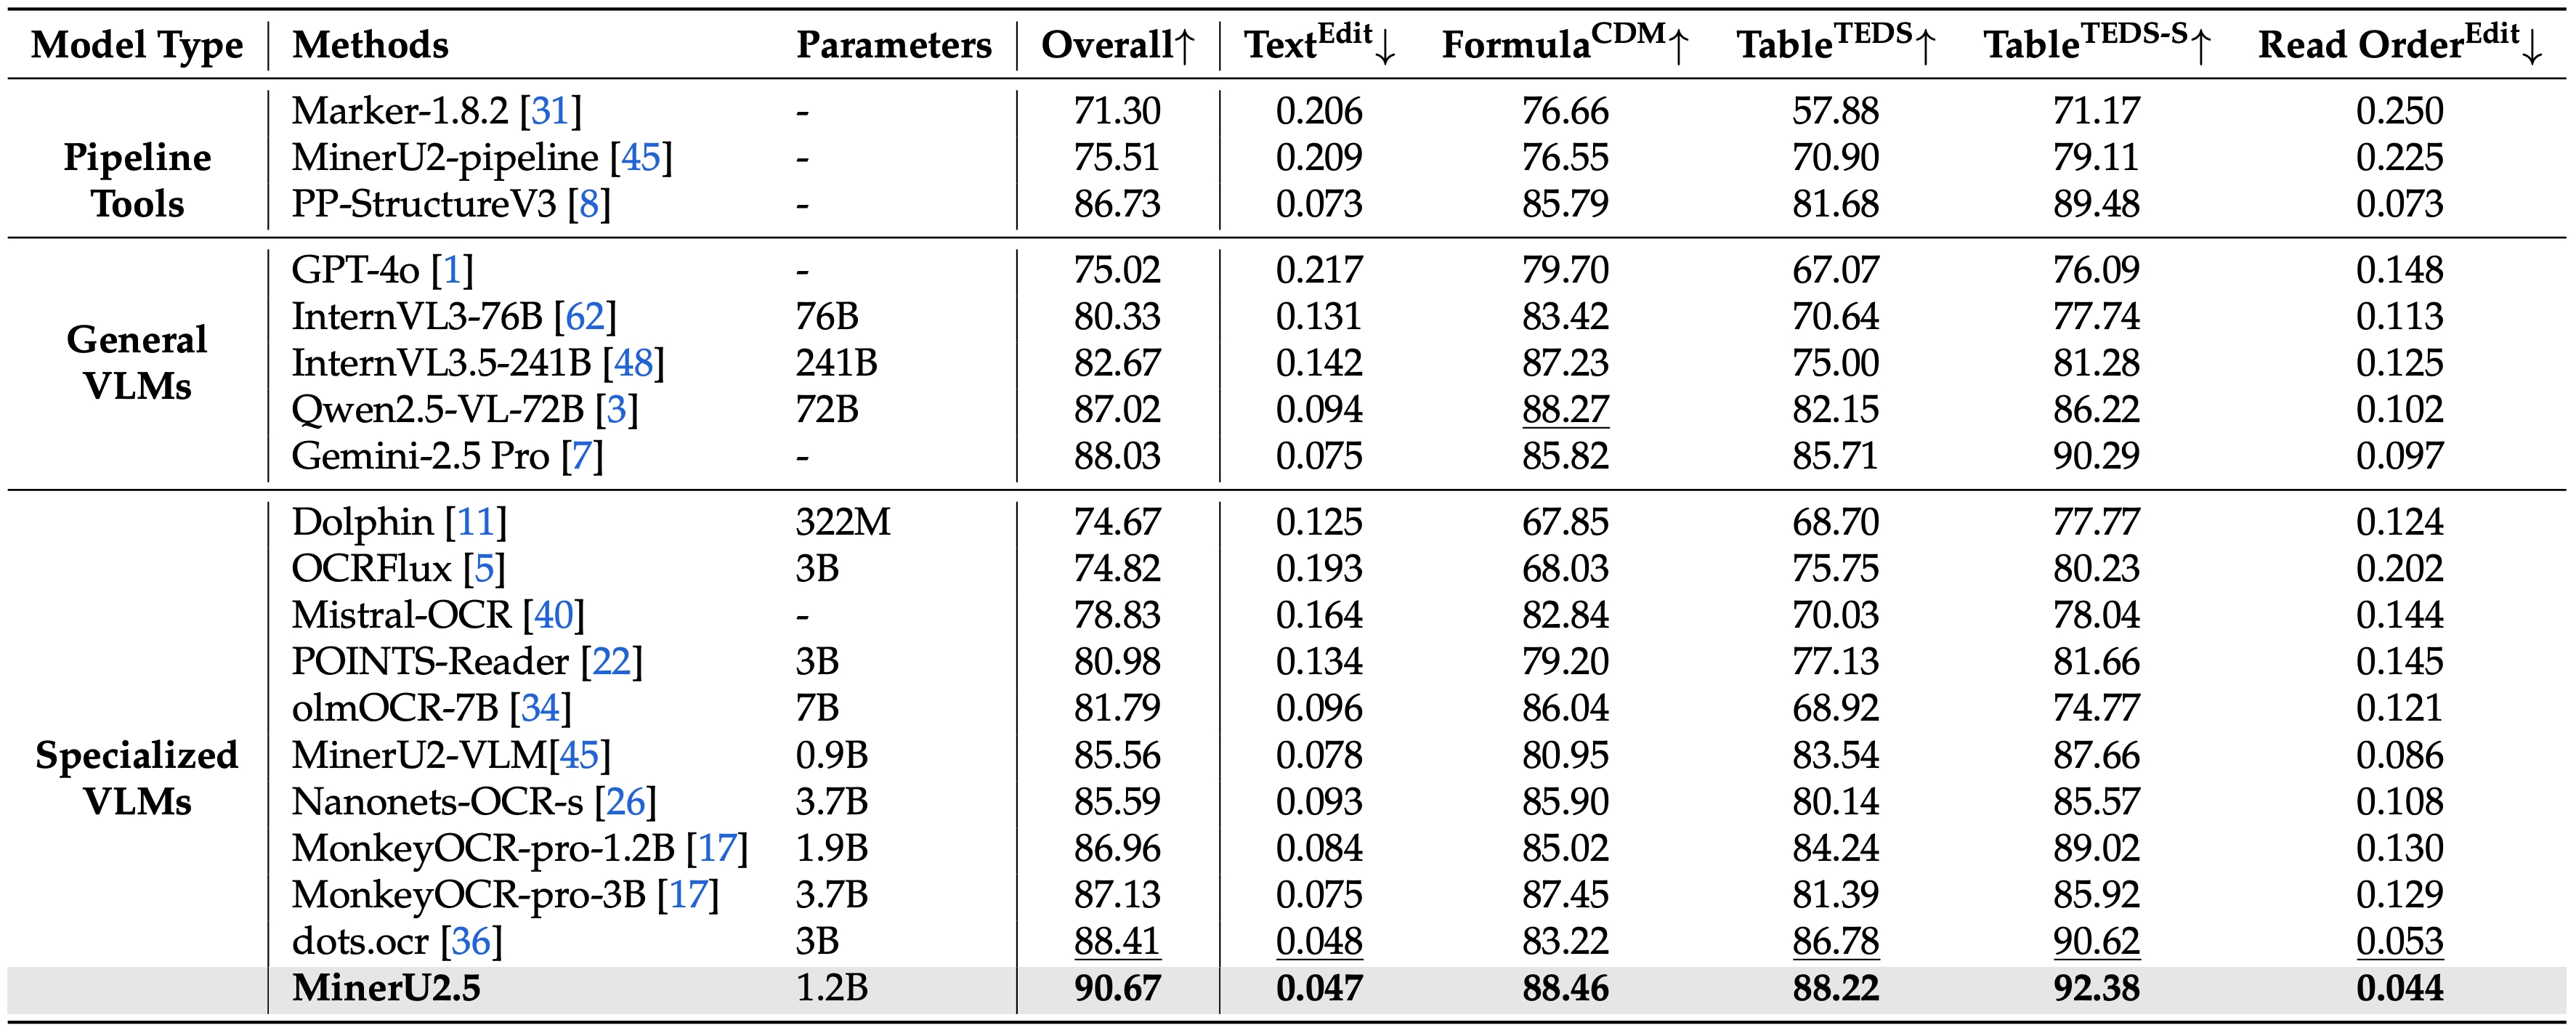 Model Type Methods Parameters Overall↑ Text^Edit↓ Formula^CDM↑ Table^TEDS↑ Table^TEDS-S↑ Read Order^Edit↓
Pipeline Tools
Marker-1.8.2 [31] - 71.30 0.206 76.66 57.88 71.17 0.250
MinerU2-pipeline [45] - 75.51 0.209 76.55 70.90 79.11 0.225
PP-StructureV3 [8] - 86.73 0.073 85.79 81.68 89.48 0.073
General VLMs
GPT-4o [1] - 75.02 0.217 79.70 67.07 76.09 0.148
InternVL3-76B [62] 76B 80.33 0.131 83.42 70.64 77.74 0.113
InternVL3.5-241B [48] 241B 82.67 0.142 87.23 75.00 81.28 0.125
Qwen2.5-VL-72B [3] 72B 87.02 0.094 88.27 82.15 86.22 0.102
Gemini-2.5 Pro [7] - 88.03 0.075 85.82 85.71 90.29 0.097
Specialized VLMs
Dolphin [11] 322M 74.67 0.125 67.85 68.70 77.77 0.124
OCRFlux [5] 3B 74.82 0.193 68.03 75.75 80.23 0.202
Mistral-OCR [40] - 78.83 0.164 82.84 70.03 78.04 0.144
POINTS-Reader [22] 3B 80.98 0.134 79.20 77.13 81.66 0.145
olmOCR-7B [34] 7B 81.79 0.096 86.04 68.92 74.77 0.121
MinerU2-VLM[45] 0.9B 85.56 0.078 80.95 83.54 87.66 0.086
Nanonets-OCR-s [26] 3.7B 85.59 0.093 85.90 80.14 85.57 0.108
MonkeyOCR-pro-1.2B [17] 1.9B 86.96 0.084 85.02 84.24 89.02 0.130
MonkeyOCR-pro-3B [17] 3.7B 87.13 0.075 87.45 81.39 85.92 0.129
dots.ocr [36] 3B 88.41 0.048 83.22 86.78 90.62 0.053
MinerU2.5 1.2B 90.67 0.047 88.46 88.22 92.38 0.044